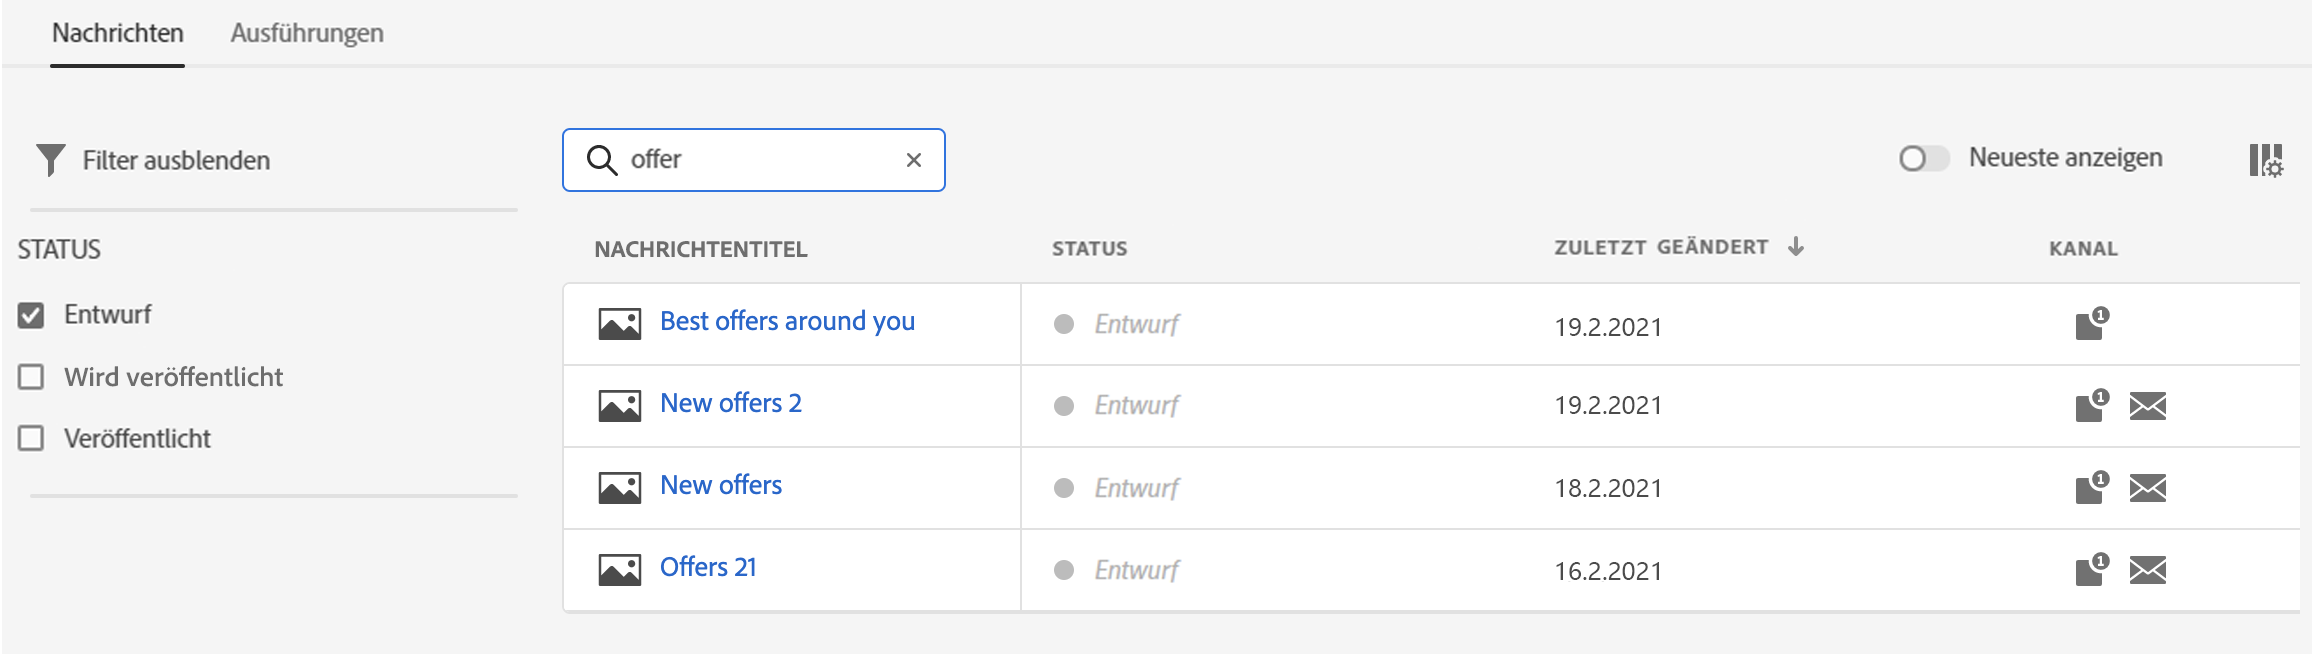 Nachrichten Ausführungen
Filter ausblenden
offer
Neueste anzeigen
STATUS
Entwurf
Wird veröffentlicht
Veröffentlicht
NACHRICHTENTITEL STATUS ZULETZT GEÄNDERT KANAL
Best offers around you Entwurf 19.2.2021 1
New offers 2 Entwurf 19.2.2021 1
New offers Entwurf 18.2.2021 1
Offers 21 Entwurf 16.2.2021 1